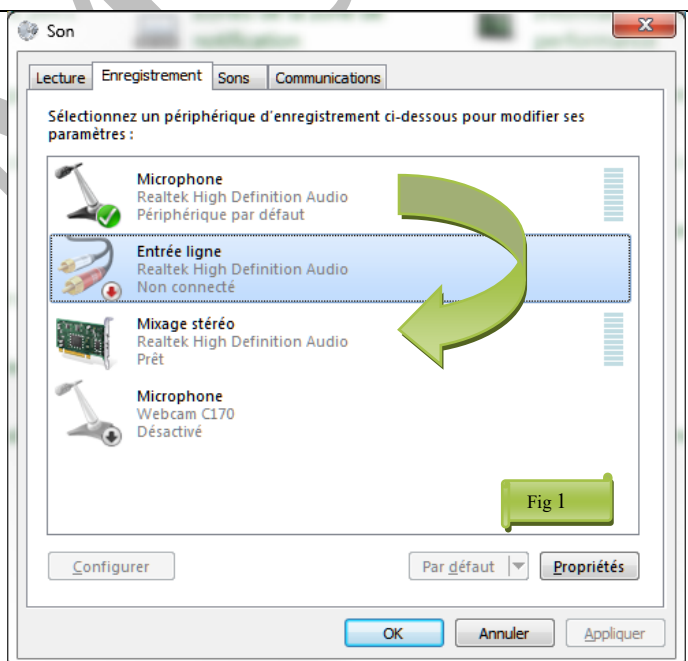 Son
Lecture Enregistrement Sons Communications
Sélectionnez un périphérique d'enregistrement ci-dessous pour modifier ses
paramètres :
Microphone
Realtek High Definition Audio
Périphérique par défaut
Entrée ligne
Realtek High Definition Audio
Non connecté
Mixage stéréo
Realtek High Definition Audio
Prêt
Microphone
Webcam C170
Désactivé
Fig 1
Configurer Par défaut Propriétés
OK Annuler Appliquer